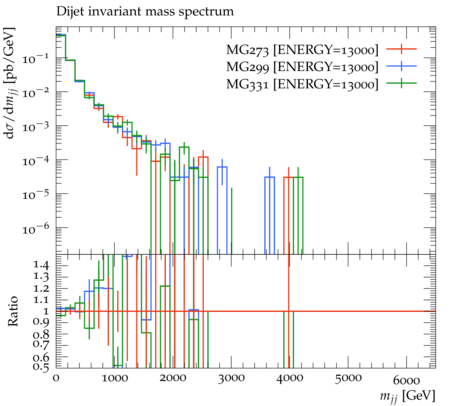 Dijet invariant mass spectrum
MG273 [ENERGY=13000]
MG299 [ENERGY=13000]
MG331 [ENERGY=13000]
dσ/dm_jj [pb/GeV]
10⁻¹
10⁻²
10⁻³
10⁻⁴
10⁻⁵
10⁻⁶
Ratio
1.4
1.3
1.2
1.1
1
0.9
0.8
0.7
0.6
0.5
0 1000 2000 3000 4000 5000 6000
m_jj [GeV]